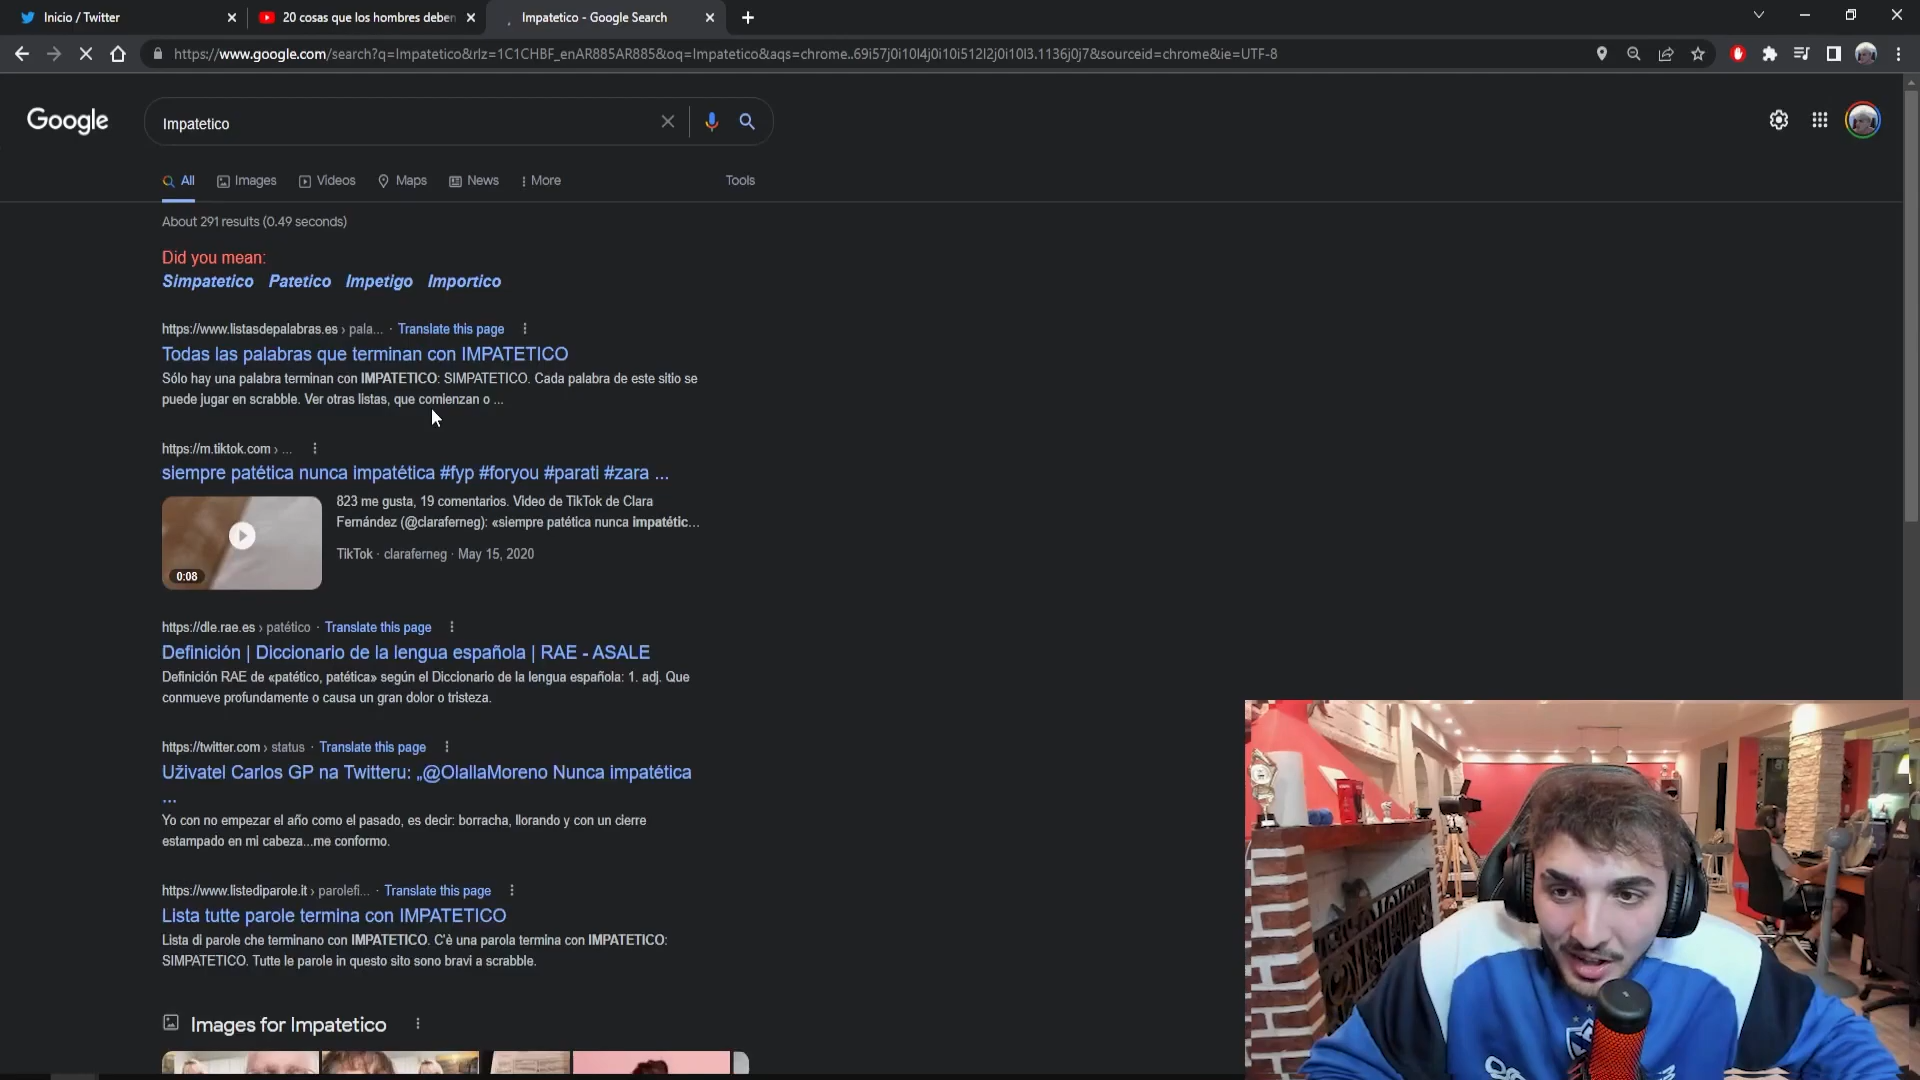 Inicio / Twitter
20 cosas que los hombres deben
Impatetico - Google Search
https://www.google.com/search?q=Impatetico&rlz=1C1CHBF_enAR885AR885&oq=Impatetico&aqs=chrome..69i57j0i10l4j0i10i512l2j0i10l3.1136j0j7&sourceid=chrome&ie=UTF-8
Google
Impatetico
All
Images
Videos
Maps
News
More
Tools
About 291 results (0.49 seconds)
Did you mean:
Simpatetico Patetico Impetigo Importico
https://www.listasdepalabras.es › pala... · Translate this page
Todas las palabras que terminan con IMPATETICO
Sólo hay una palabra terminan con IMPATETICO: SIMPATETICO. Cada palabra de este sitio se
puede jugar en scrabble. Ver otras listas, que comienzan o ...
https://m.tiktok.com › ...
siempre patética nunca impatética #fyp #foryou #parati #zara ...
823 me gusta, 19 comentarios. Video de TikTok de Clara
Fernández (@claraferneg): «siempre patética nunca impatétic...
TikTok · claraferneg · May 15, 2020
0:08
https://dle.rae.es › patético · Translate this page
Definición | Diccionario de la lengua española | RAE - ASALE
Definición RAE de «patético, patética» según el Diccionario de la lengua española: 1. adj. Que
conmueve profundamente o causa un gran dolor o tristeza.
https://twitter.com › status · Translate this page
Uživatel Carlos GP na Twitteru: „@OlallaMoreno Nunca impatética
...
Yo con no empezar el año como el pasado, es decir: borracha, llorando y con un cierre
estampado en mi cabeza...me conformo.
https://www.listediparole.it › parolefi... · Translate this page
Lista tutte parole termina con IMPATETICO
Lista di parole che terminano con IMPATETICO. C'è una parola termina con IMPATETICO:
SIMPATETICO. Tutte le parole in questo sito sono bravi a scrabble.
Images for Impatetico